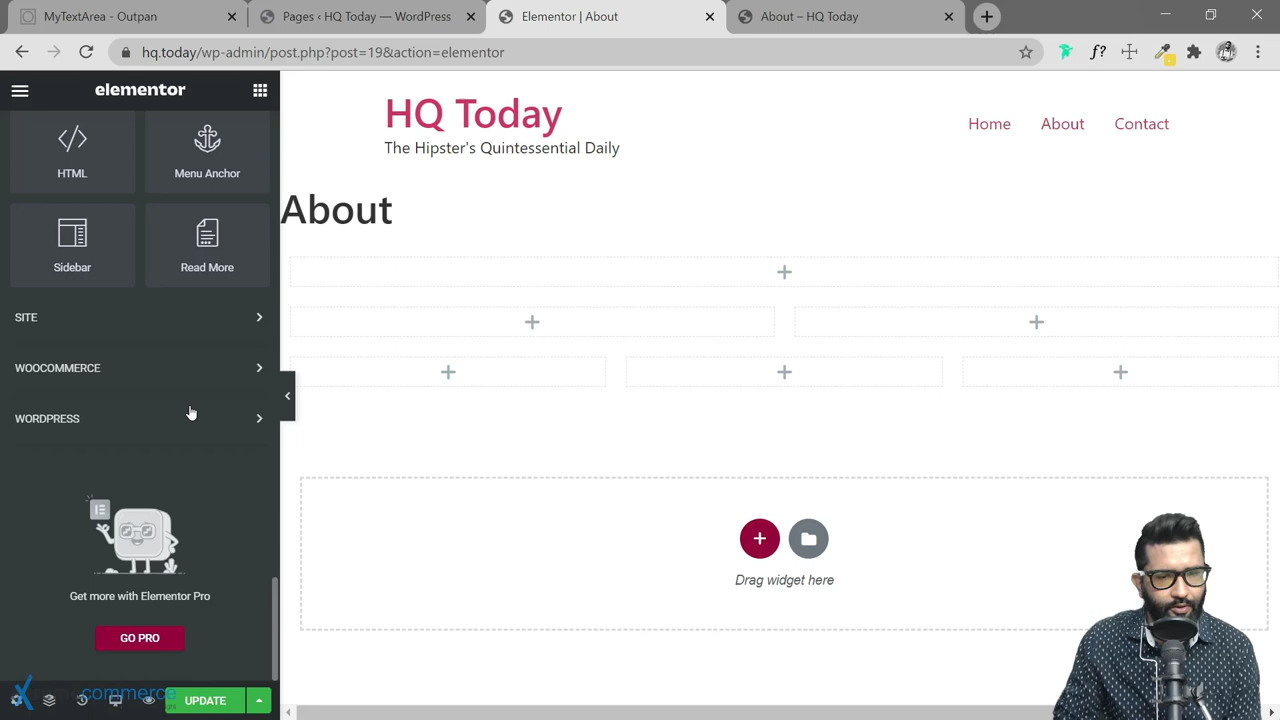 MyTextArea - Outpan
Pages ‹ HQ Today — WordPress
Elementor | About
About – HQ Today
hq.today/wp-admin/post.php?post=19&action=elementor
f?
elementor
HTML
Menu Anchor
Sidebar
Read More
SITE
WOOCOMMERCE
WORDPRESS
Get more with Elementor Pro
GO PRO
commerce
UPDATE
HQ Today
The Hipster's Quintessential Daily
Home
About
Contact
About
Drag widget here